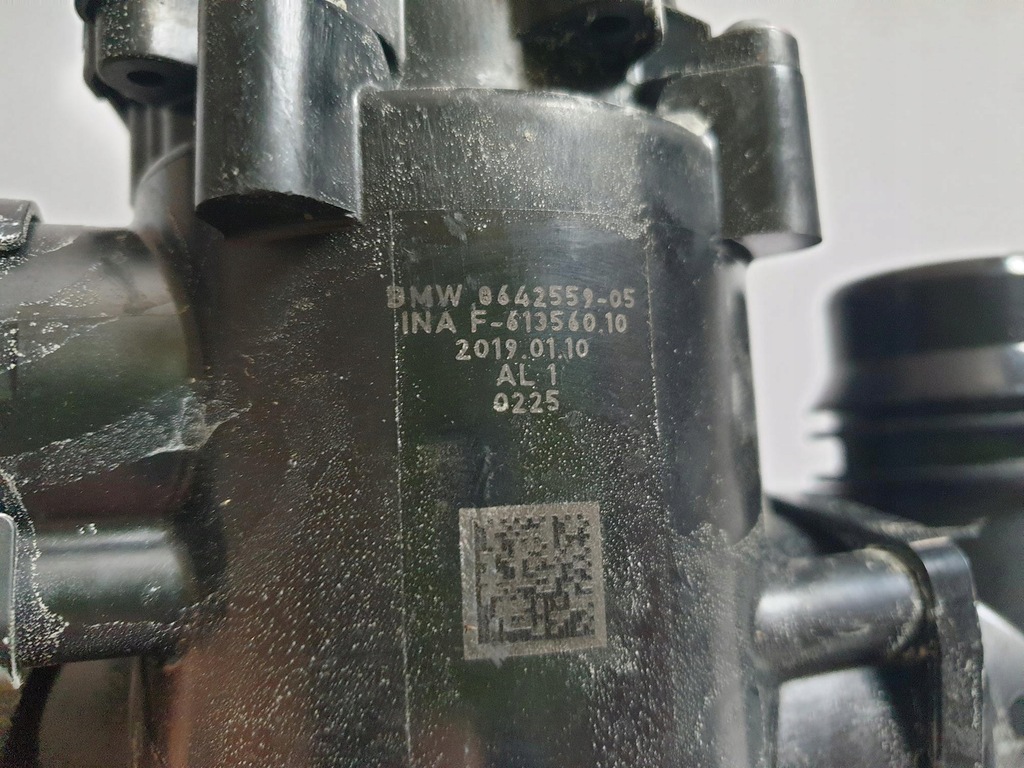 BMW 8642559-05
INA F-613560.10
2019.01.10
AL 1
0225